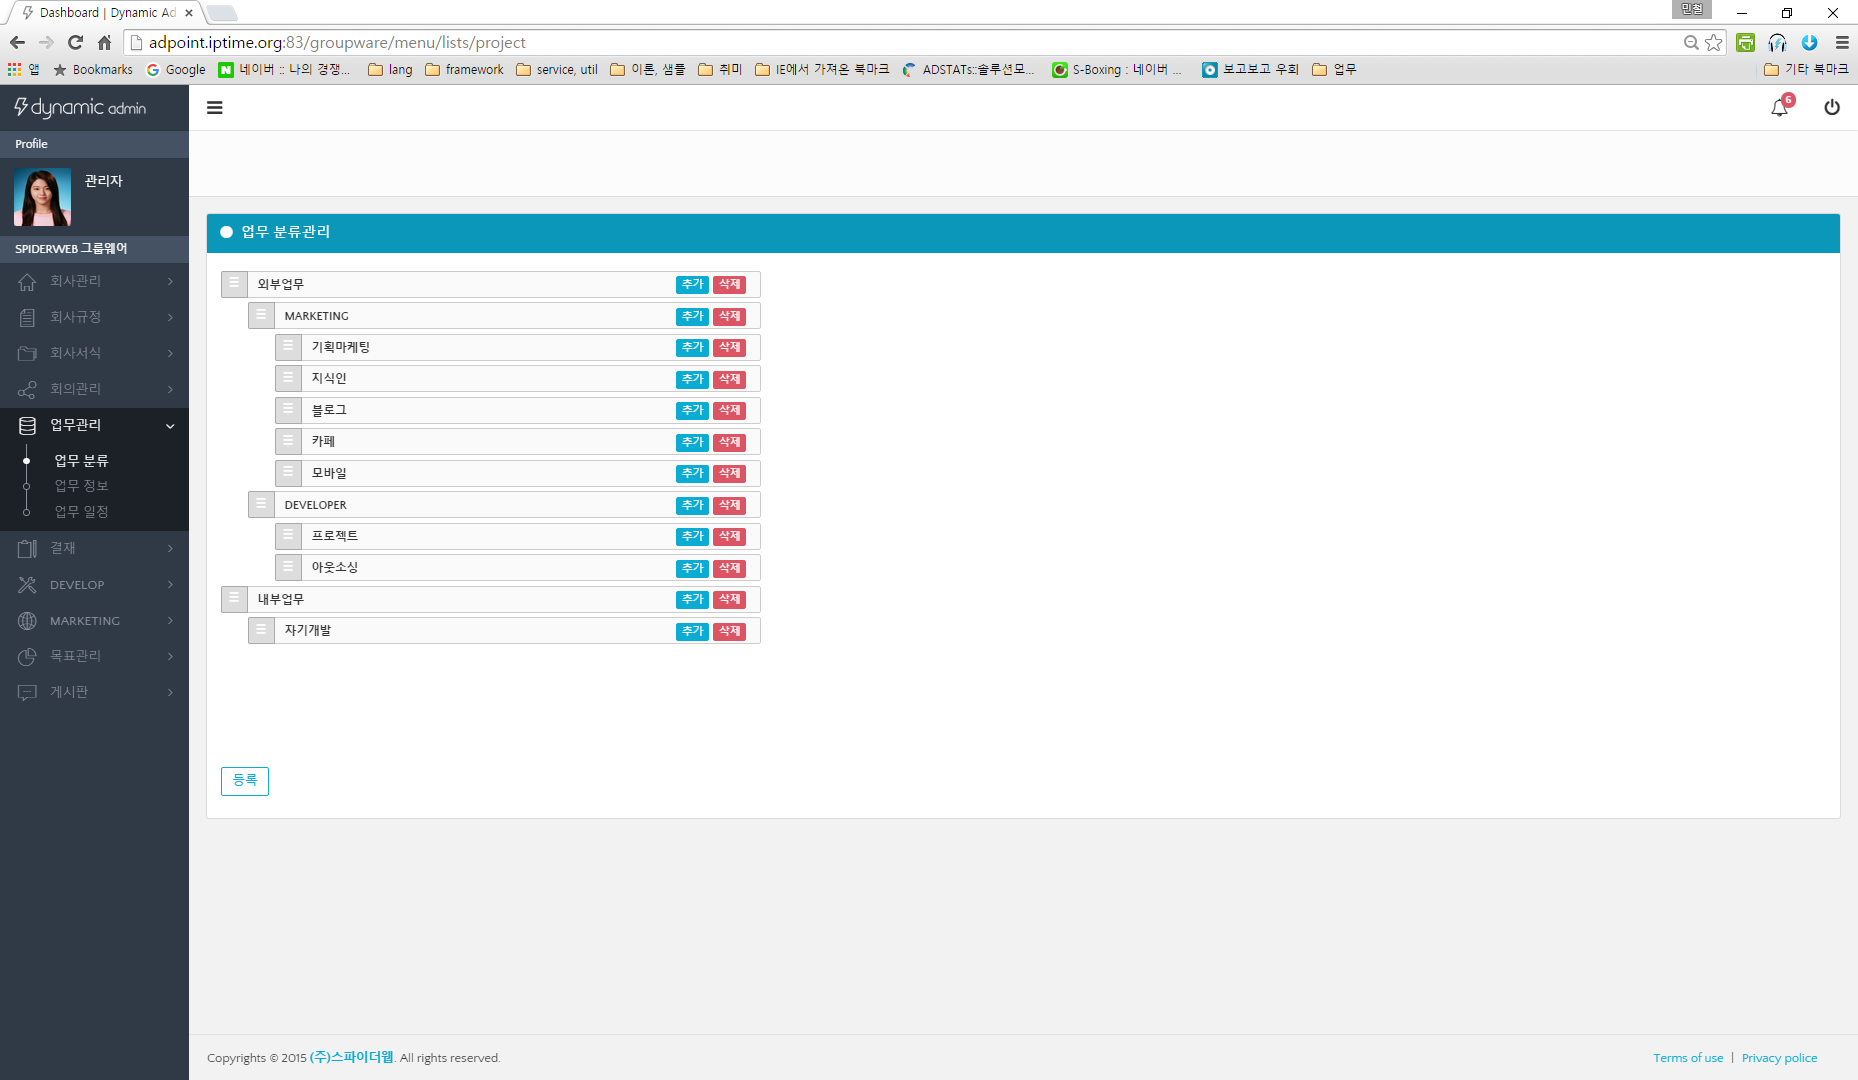 Dashboard | Dynamic Ad
민철
adpoint.iptime.org:83/groupware/menu/lists/project
앱 Bookmarks Google 네이버 :: 나의 경쟁... lang framework service, util 이론, 샘플 취미 IE에서 가져온 북마크 ADSTATs::솔루션모... S-Boxing : 네이버 ... 보고보고 우회 업무 기타 북마크
dynamic admin
6
Profile
관리자
SPIDERWEB 그룹웨어
회사관리
회사규정
회사서식
회의관리
업무관리
업무 분류
업무 정보
업무 일정
결재
DEVELOP
MARKETING
목표관리
게시판
업무 분류관리
외부업무 추가 삭제
MARKETING 추가 삭제
기획마케팅 추가 삭제
지식인 추가 삭제
블로그 추가 삭제
카페 추가 삭제
모바일 추가 삭제
DEVELOPER 추가 삭제
프로젝트 추가 삭제
아웃소싱 추가 삭제
내부업무 추가 삭제
자기개발 추가 삭제
등록
Copyrights © 2015 (주)스파이더웹. All rights reserved.
Terms of use | Privacy police